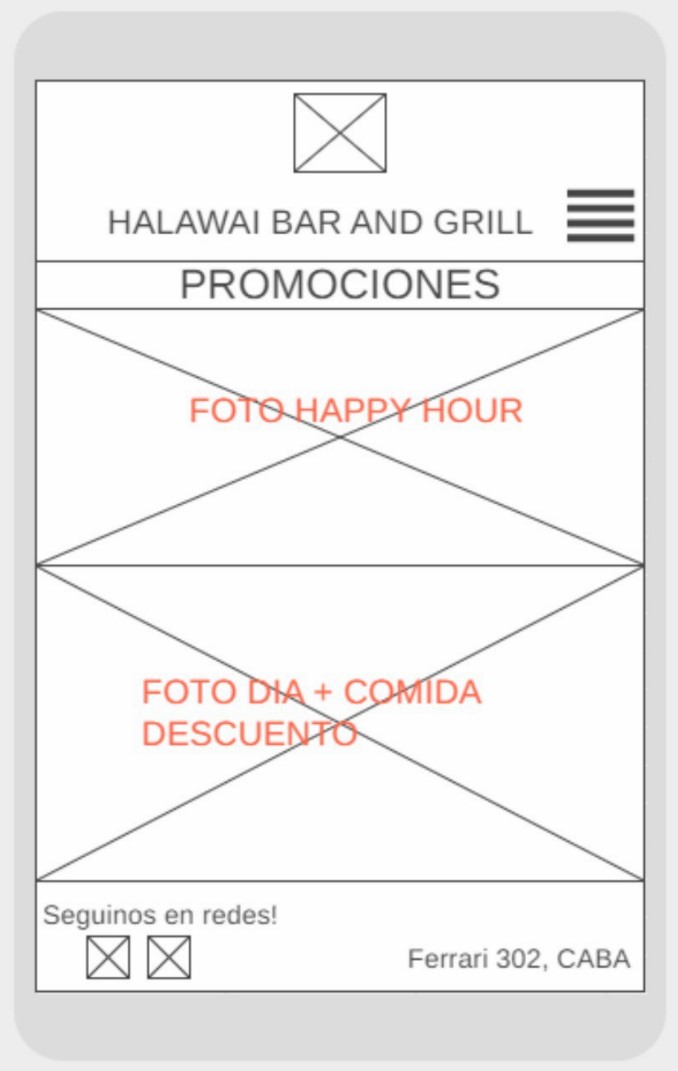 HALAWAI BAR AND GRILL
PROMOCIONES
FOTO HAPPY HOUR
FOTO DIA + COMIDA
DESCUENTO
Seguinos en redes!
Ferrari 302, CABA